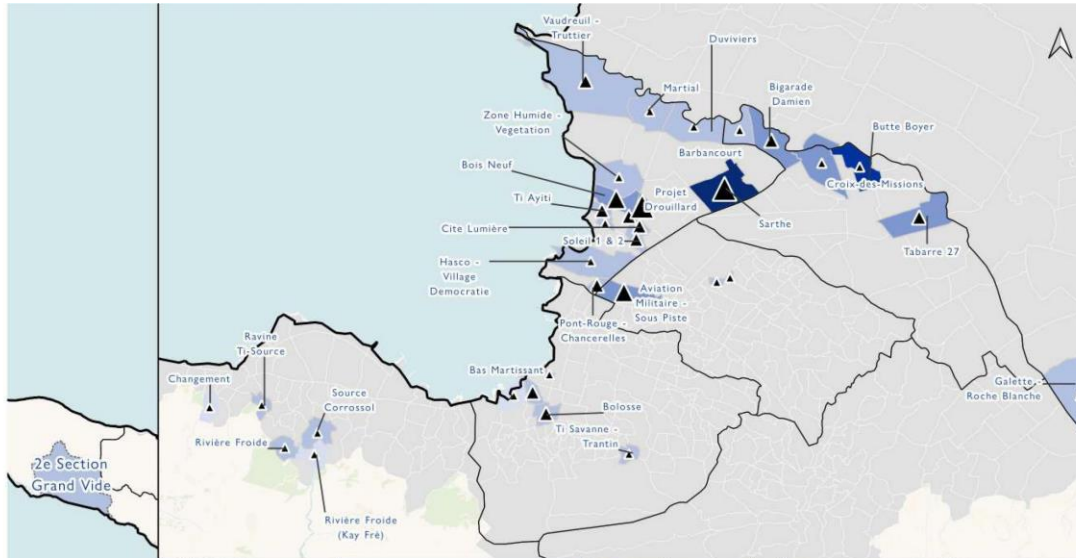 Vaudreuil -
Truttier
Duviviers
Martial
Bigarade
Damien
Zone Humide -
Vegetation
Butte Boyer
Barbancourt
Bois Neuf
Croix-des-Missions
Projet
Drouillard
Ti Ayiti
Sarthe
Cite Lumière
Soleil 1 & 2
Tabarre 27
Hasco -
Village
Democratie
Aviation
Militaire -
Sous Piste
Pont-Rouge -
Chancerelles
Ravine
Ti-Source
Bas Martissant
Changement
Source
Corrossol
Galette -
Roche Blanche
Bolosse
Ti Savanne -
Trantin
Rivière Froide
2e Section
Grand Vide
Rivière Froide
(Kay Frè)